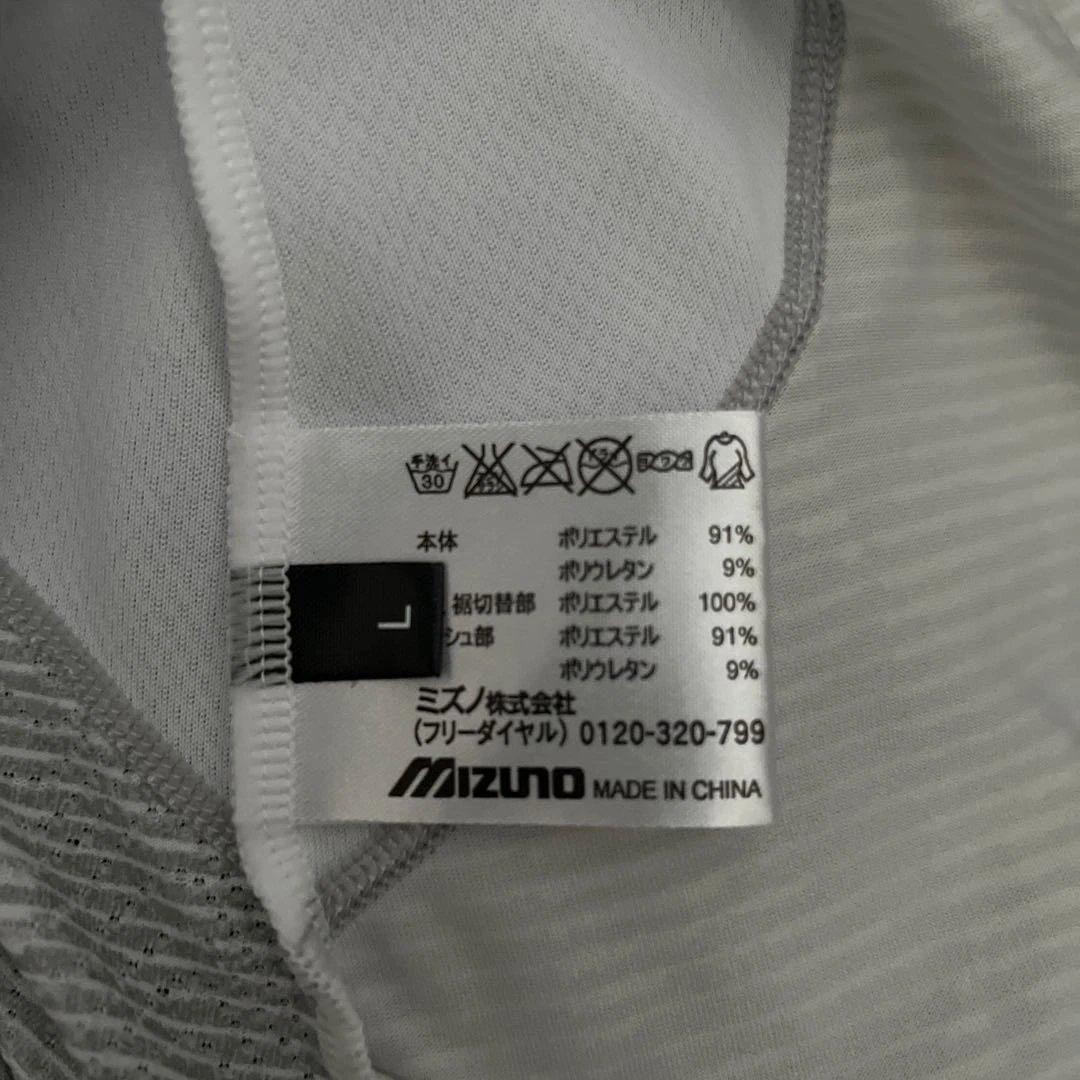 手洗イ
30
本体 ポリエステル 91%
ポリウレタン 9%
裾切替部 ポリエステル 100%
シュ部 ポリエステル 91%
ポリウレタン 9%
L
ミズノ株式会社
(フリーダイヤル) 0120-320-799
MIZUNO MADE IN CHINA